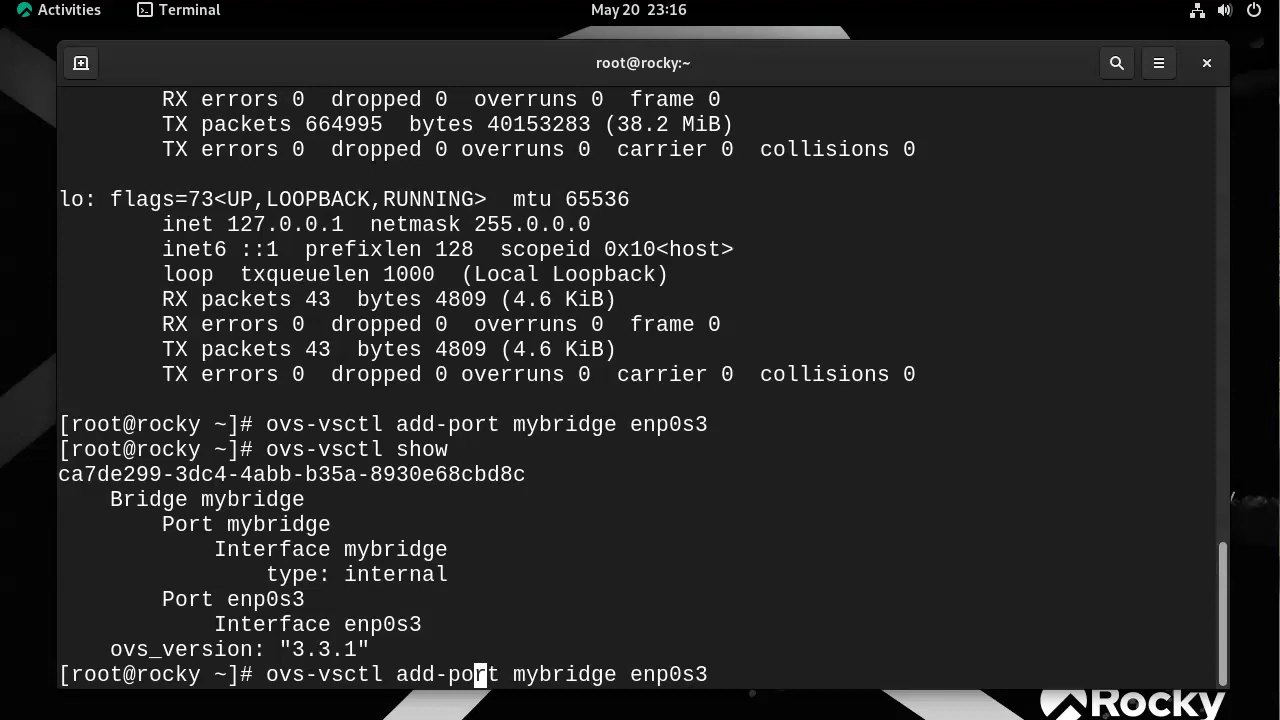 Activities Terminal May 20 23:16
root@rocky:~
RX errors 0  dropped 0  overruns 0  frame 0
TX packets 664995  bytes 40153283 (38.2 MiB)
TX errors 0  dropped 0 overruns 0  carrier 0  collisions 0
lo: flags=73<UP,LOOPBACK,RUNNING>  mtu 65536
inet 127.0.0.1  netmask 255.0.0.0
inet6 ::1  prefixlen 128  scopeid 0x10<host>
loop  txqueuelen 1000  (Local Loopback)
RX packets 43  bytes 4809 (4.6 KiB)
RX errors 0  dropped 0  overruns 0  frame 0
TX packets 43  bytes 4809 (4.6 KiB)
TX errors 0  dropped 0 overruns 0  carrier 0  collisions 0
[root@rocky ~]# ovs-vsctl add-port mybridge enp0s3
[root@rocky ~]# ovs-vsctl show
ca7de299-3dc4-4abb-b35a-8930e68cbd8c
Bridge mybridge
Port mybridge
Interface mybridge
type: internal
Port enp0s3
Interface enp0s3
ovs_version: "3.3.1"
[root@rocky ~]# ovs-vsctl add-port mybridge enp0s3
Rocky